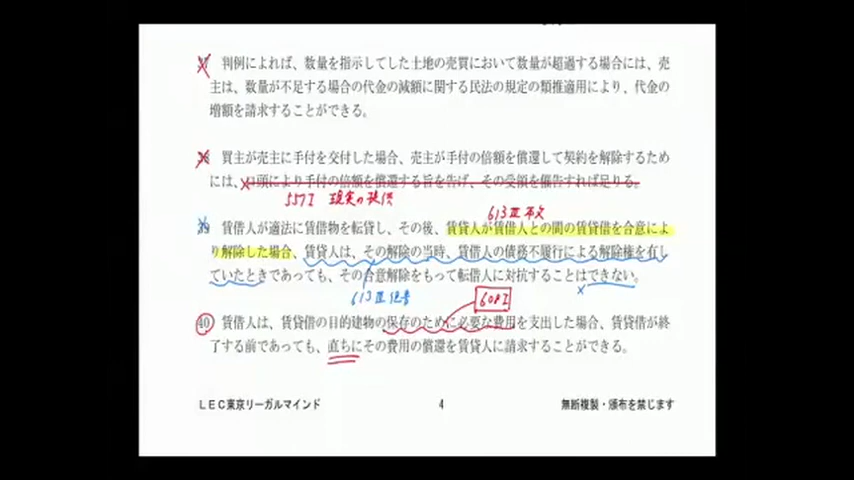 37 判例によれば、数量を指示してした土地の売買において数量が超過する場合には、売
主は、数量が不足する場合の代金の減額に関する民法の規定の類推適用により、代金の
増額を請求することができる。
38 買主が売主に手付を交付した場合、売主が手付の倍額を償還して契約を解除するため
には、口頭により手付の倍額を償還する旨を告げ、その受領を催告すれば足りる。
557Ⅰ 現実の提供
613Ⅲ本文
39 賃借人が適法に賃借物を転貸し、その後、賃貸人が賃借人との間の賃貸借を合意によ
り解除した場合、賃貸人は、その解除の当時、賃借人の債務不履行による解除権を有し
ていたときであっても、その合意解除をもって転借人に対抗することはできない。
613Ⅲ但書
608Ⅰ
40 賃借人は、賃貸借の目的建物の保存のために必要な費用を支出した場合、賃貸借が終
了する前であっても、直ちにその費用の償還を賃貸人に請求することができる。
LEC東京リーガルマインド
4
無断複製・頒布を禁じます